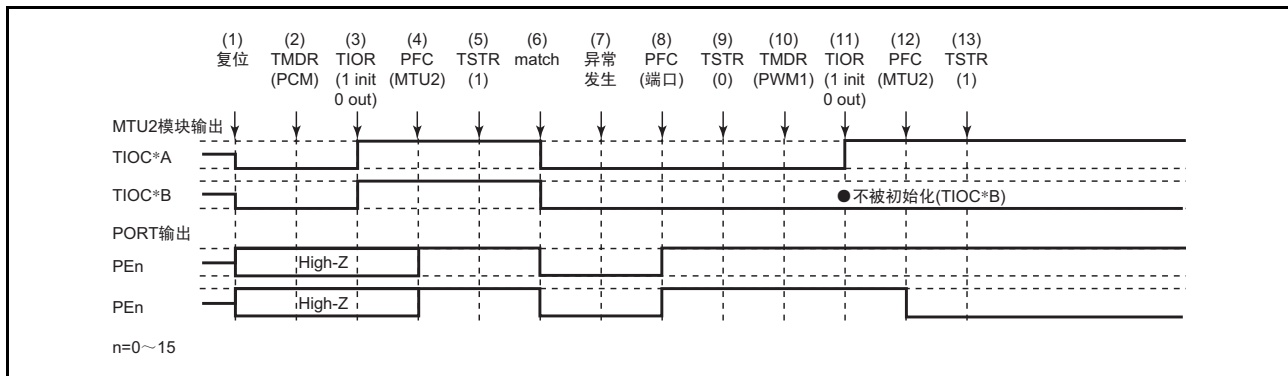 (1) (2) (3) (4) (5) (6) (7) (8) (9) (10) (11) (12) (13)
复位 TMDR TIOR PFC TSTR match 异常 PFC TSTR TMDR TIOR PFC TSTR
(PCM) (1 init (MTU2) (1) 发生 (端口) (0) (PWM1) (1 init (MTU2) (1)
0 out) 0 out)
MTU2模块输出
TIOC*A
TIOC*B
●不被初始化(TIOC*B)
PORT输出
PEn
High-Z
PEn
High-Z
n=0～15